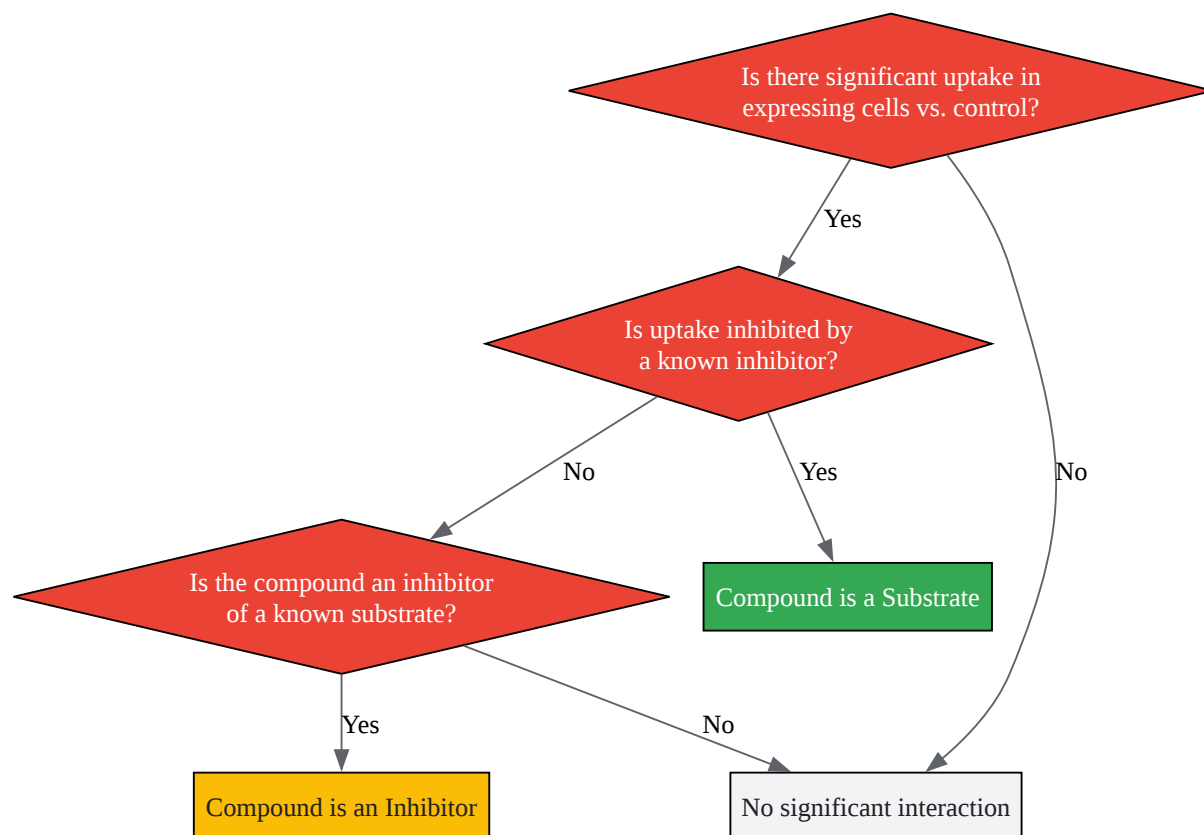 Is there significant uptake in
expressing cells vs. control?
Yes
Is uptake inhibited by
a known inhibitor?
No
Yes
No
Is the compound an inhibitor
of a known substrate?
Compound is a Substrate
Yes
No
Compound is an Inhibitor
No significant interaction